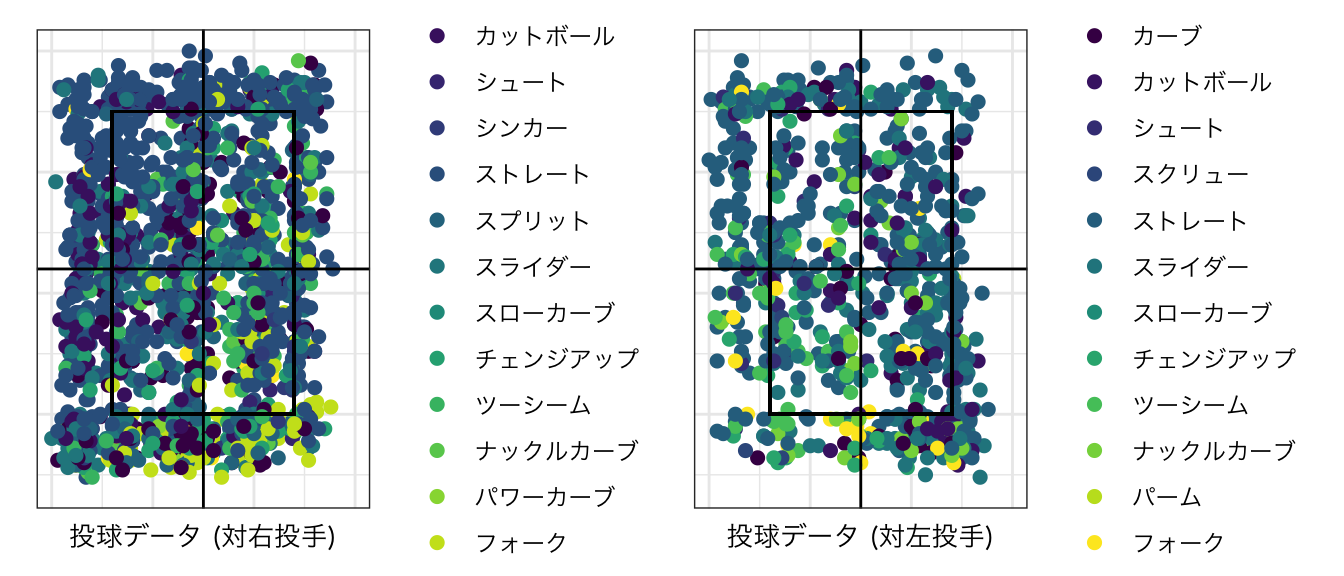 カットボール
シュート
シンカー
ストレート
スプリット
スライダー
スローカーブ
チェンジアップ
ツーシーム
ナックルカーブ
パワーカーブ
フォーク
投球データ (対右投手)
カーブ
カットボール
シュート
スクリュー
ストレート
スライダー
スローカーブ
チェンジアップ
ツーシーム
ナックルカーブ
パーム
フォーク
投球データ (対左投手)